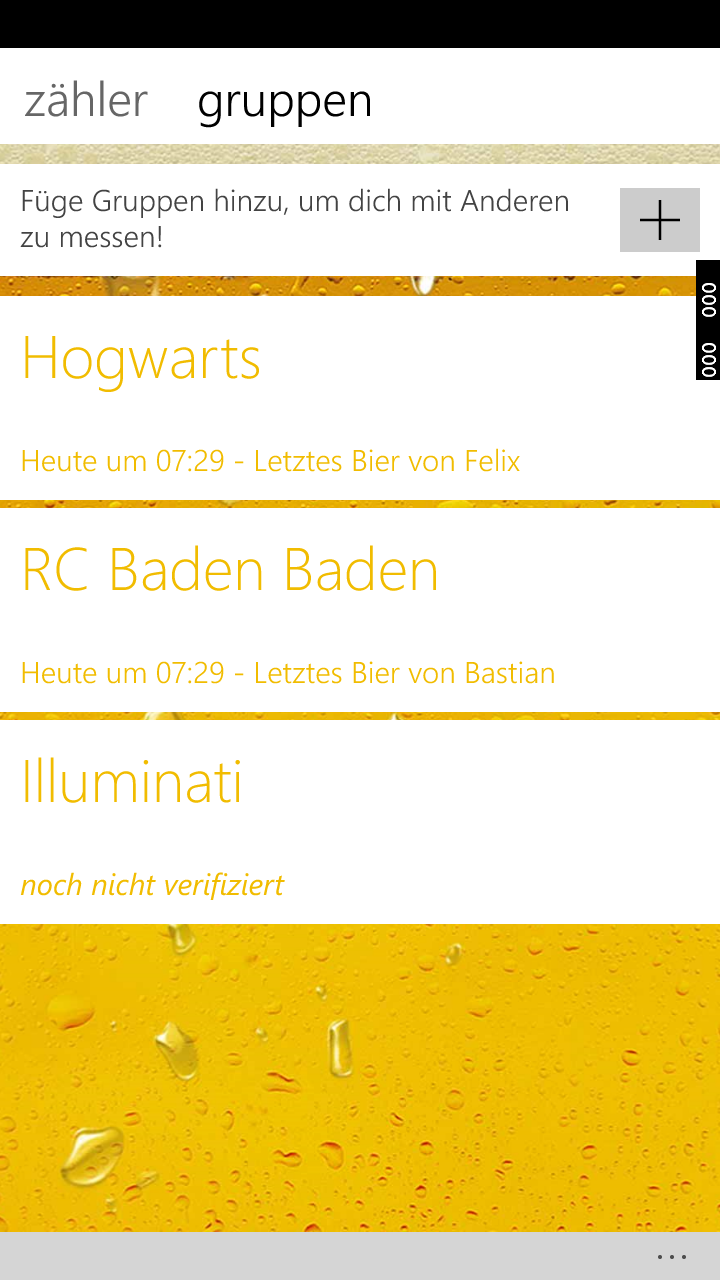 zähler gruppen
Füge Gruppen hinzu, um dich mit Anderen
zu messen!
000
000
Hogwarts
Heute um 07:29 - Letztes Bier von Felix
RC Baden Baden
Heute um 07:29 - Letztes Bier von Bastian
Illuminati
noch nicht verifiziert